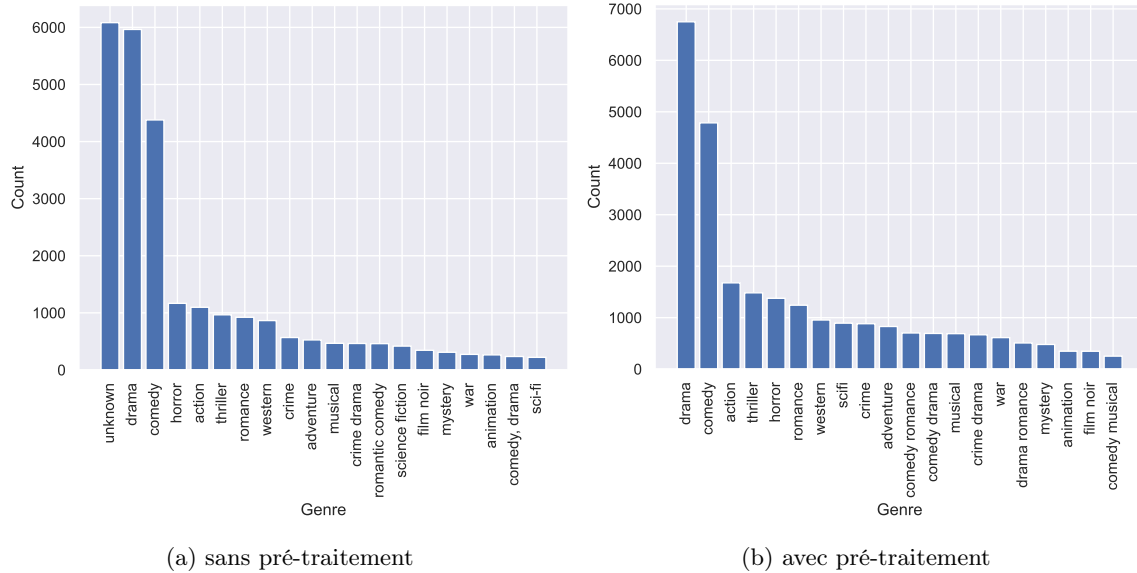 6000
5000
4000
3000
2000
1000
0
Count
unknown
drama
comedy
horror
action
thriller
romance
western
crime
adventure
musical
crime drama
romantic comedy
science fiction
film noir
mystery
war
animation
comedy, drama
sci-fi
Genre
(a) sans pré-traitement
7000
6000
5000
4000
3000
2000
1000
0
Count
drama
comedy
action
thriller
horror
romance
western
scifi
crime
adventure
comedy romance
comedy drama
musical
crime drama
war
drama romance
mystery
animation
film noir
comedy musical
Genre
(b) avec pré-traitement